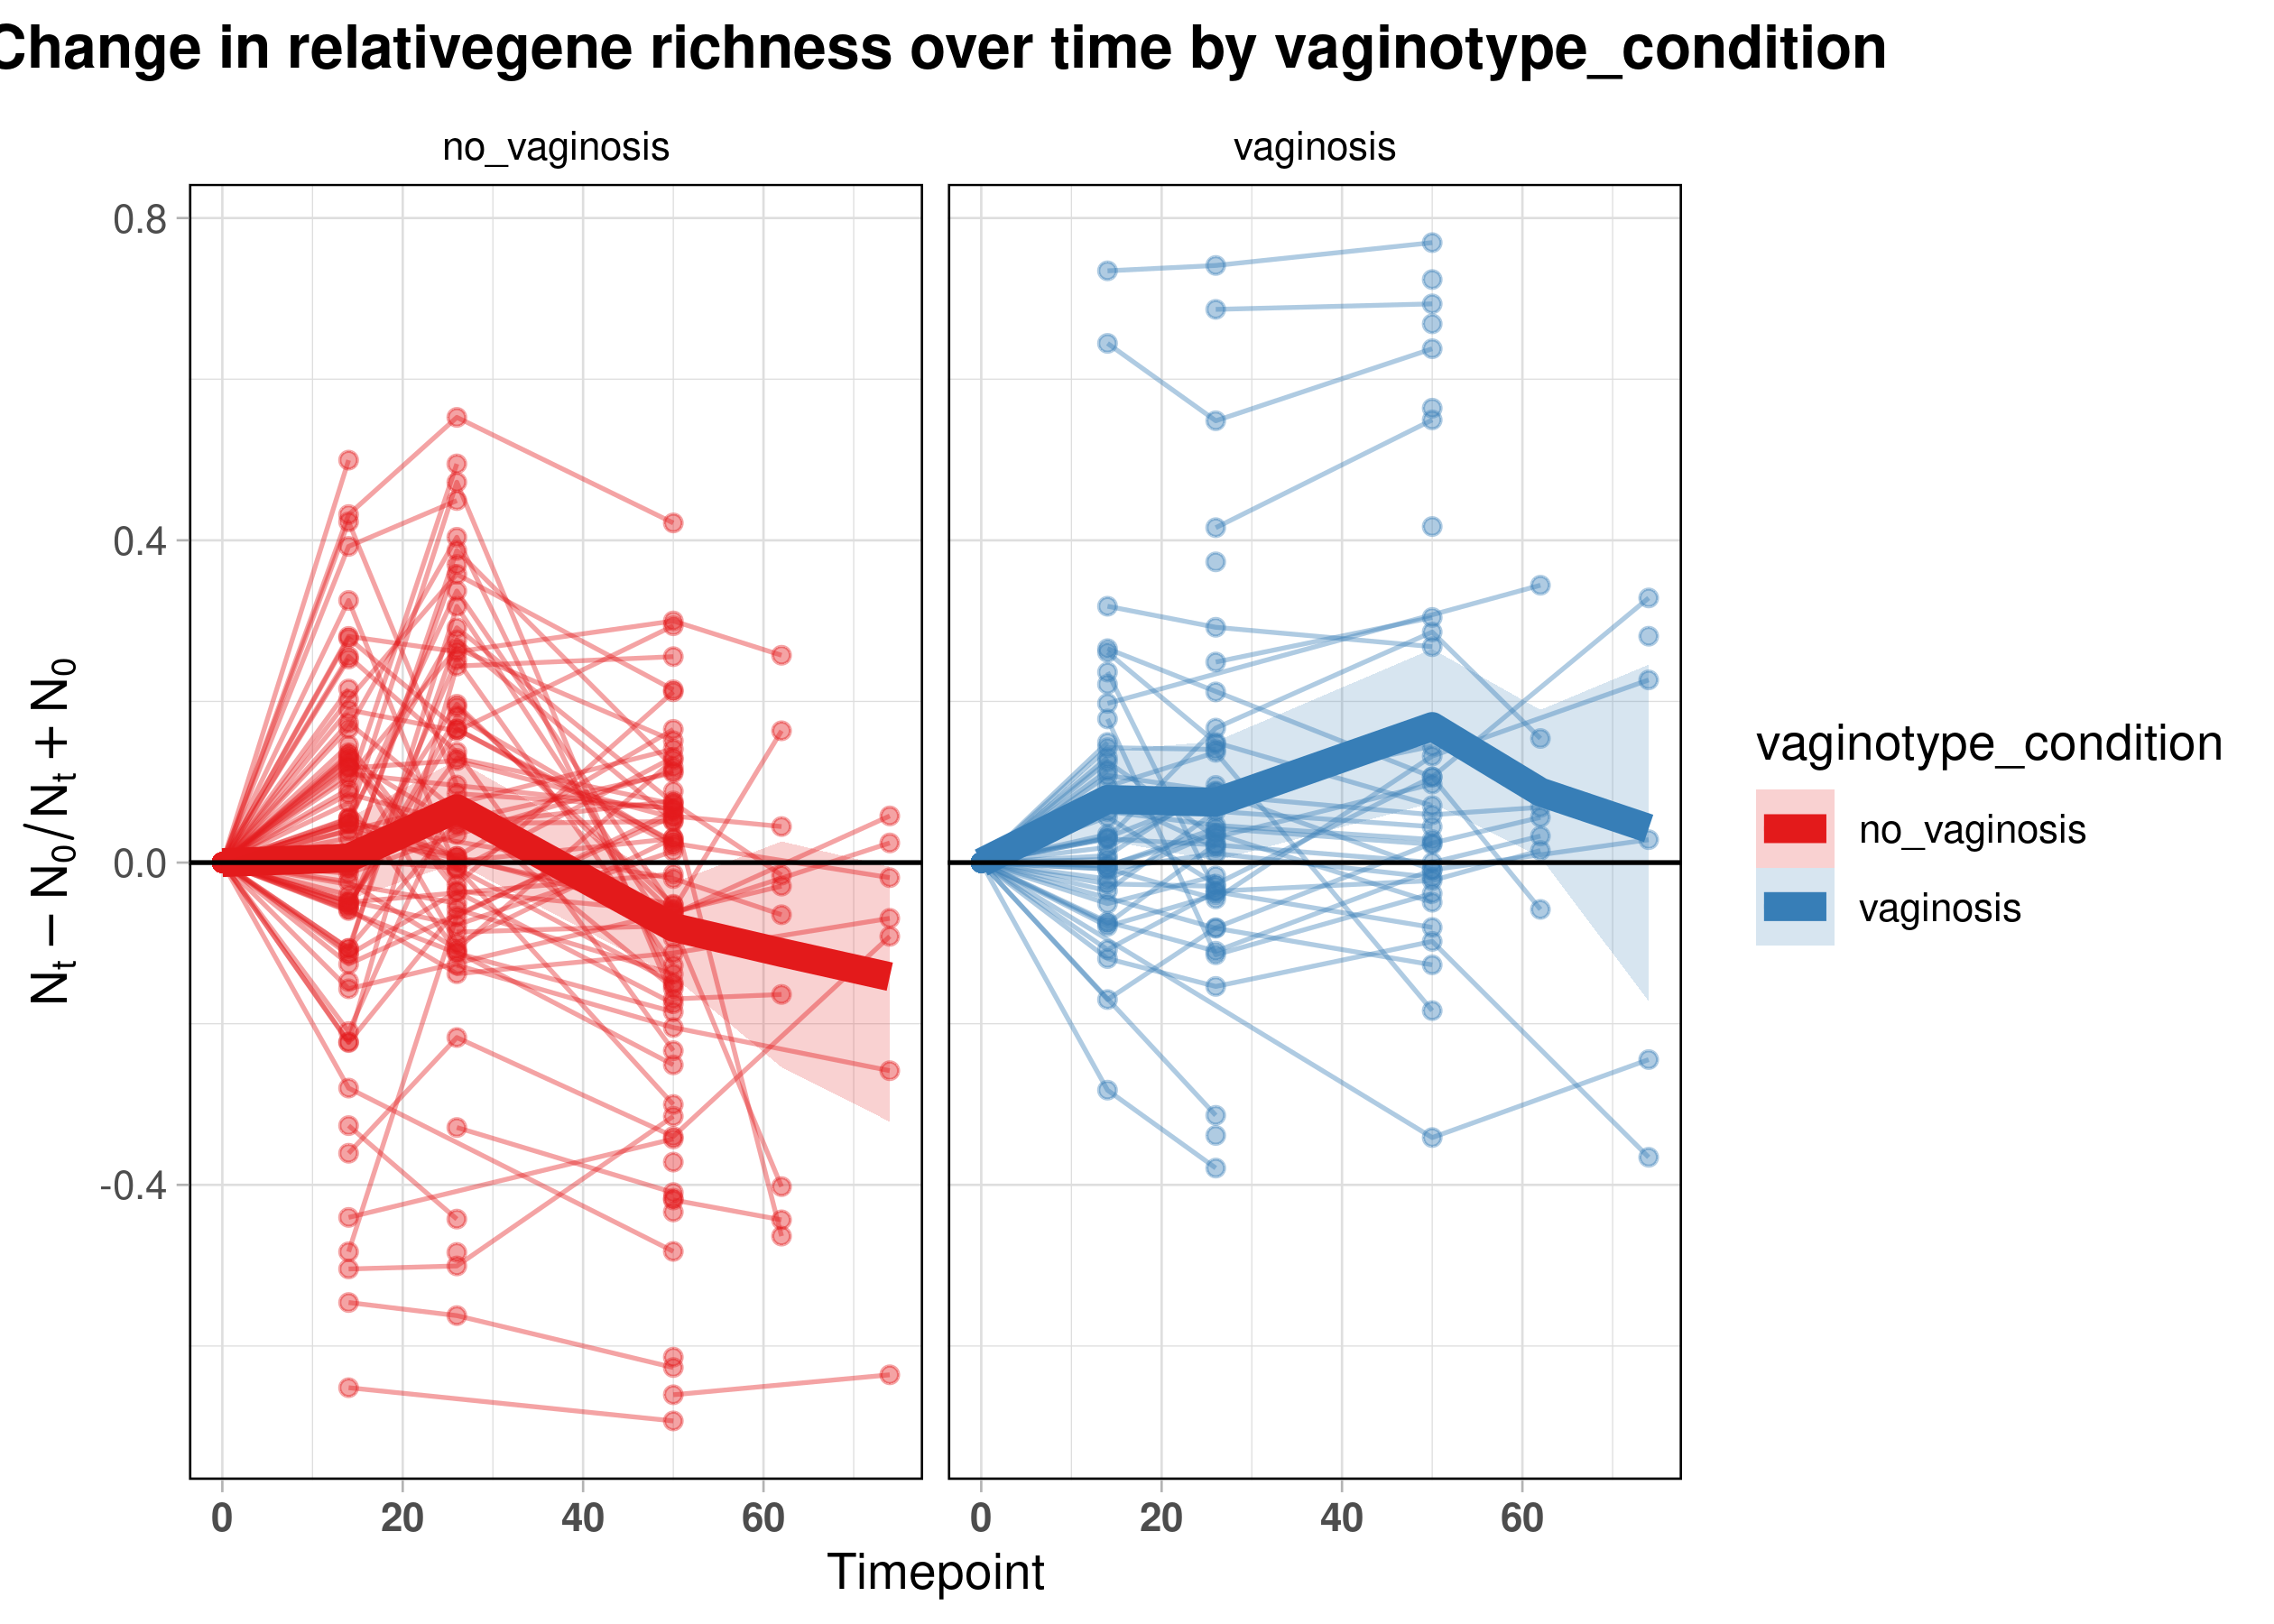 Change in relativegene richness over time by vaginotype_condition
no_vaginosis
vaginosis
0.8
0.4
0.0
-0.4
Nt − N0/Nt + N0
0 20 40 60
0 20 40 60
Timepoint
vaginotype_condition
no_vaginosis
vaginosis